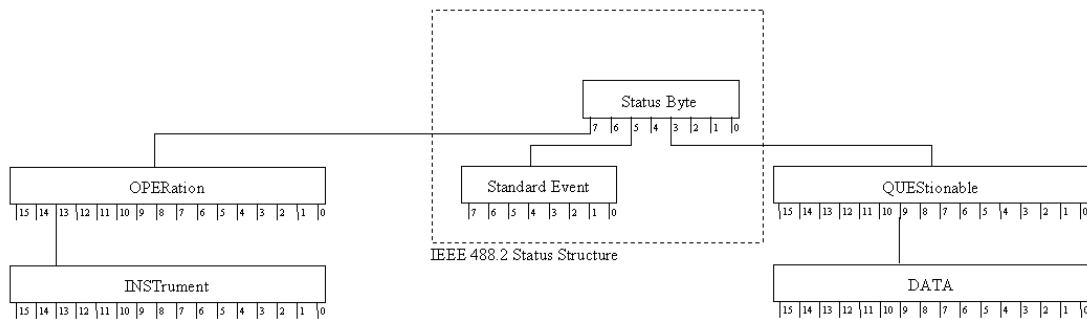 Status Byte
7 6 5 4 3 2 1 0
OPERation
15 14 13 12 11 10 9 8 7 6 5 4 3 2 1 0
Standard Event
7 6 5 4 3 2 1 0
QUEStionable
15 14 13 12 11 10 9 8 7 6 5 4 3 2 1 0
IEEE 488.2 Status Structure
INSTrument
15 14 13 12 11 10 9 8 7 6 5 4 3 2 1 0
DATA
15 14 13 12 11 10 9 8 7 6 5 4 3 2 1 0